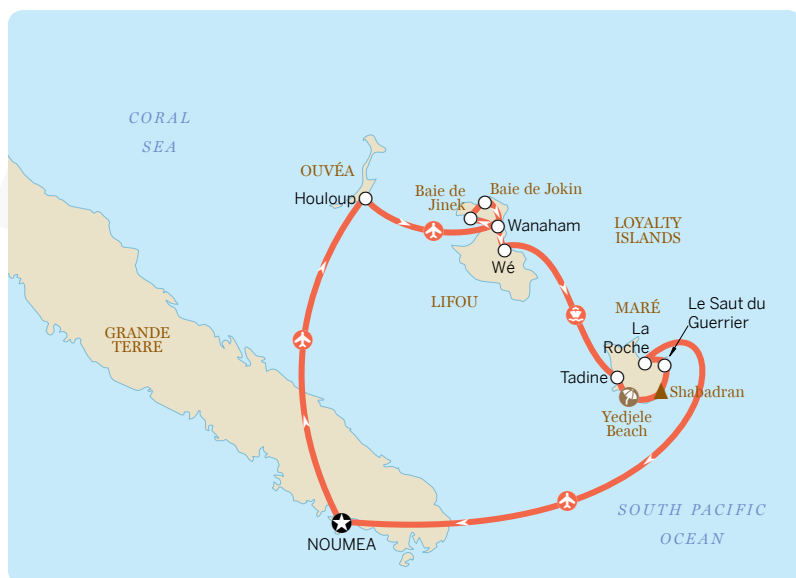 CORAL
SEA
OUVÉA
Houloup
Baie de
Jinek
Baie de Jokin
Wanaham
LOYALTY
ISLANDS
Wé
LIFOU
MARÉ
Le Saut du
Guerrier
La
Roche
GRANDE
TERRE
Tadine
Shabadran
Yedjele
Beach
SOUTH PACIFIC
OCEAN
NOUMEA